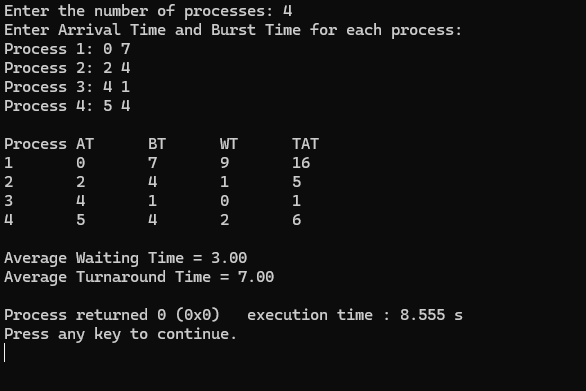 Enter the number of processes: 4
Enter Arrival Time and Burst Time for each process:
Process 1: 0 7
Process 2: 2 4
Process 3: 4 1
Process 4: 5 4
Process AT BT WT TAT
1 0 7 9 16
2 2 4 1 5
3 4 1 0 1
4 5 4 2 6
Average Waiting Time = 3.00
Average Turnaround Time = 7.00
Process returned 0 (0x0) execution time : 8.555 s
Press any key to continue.